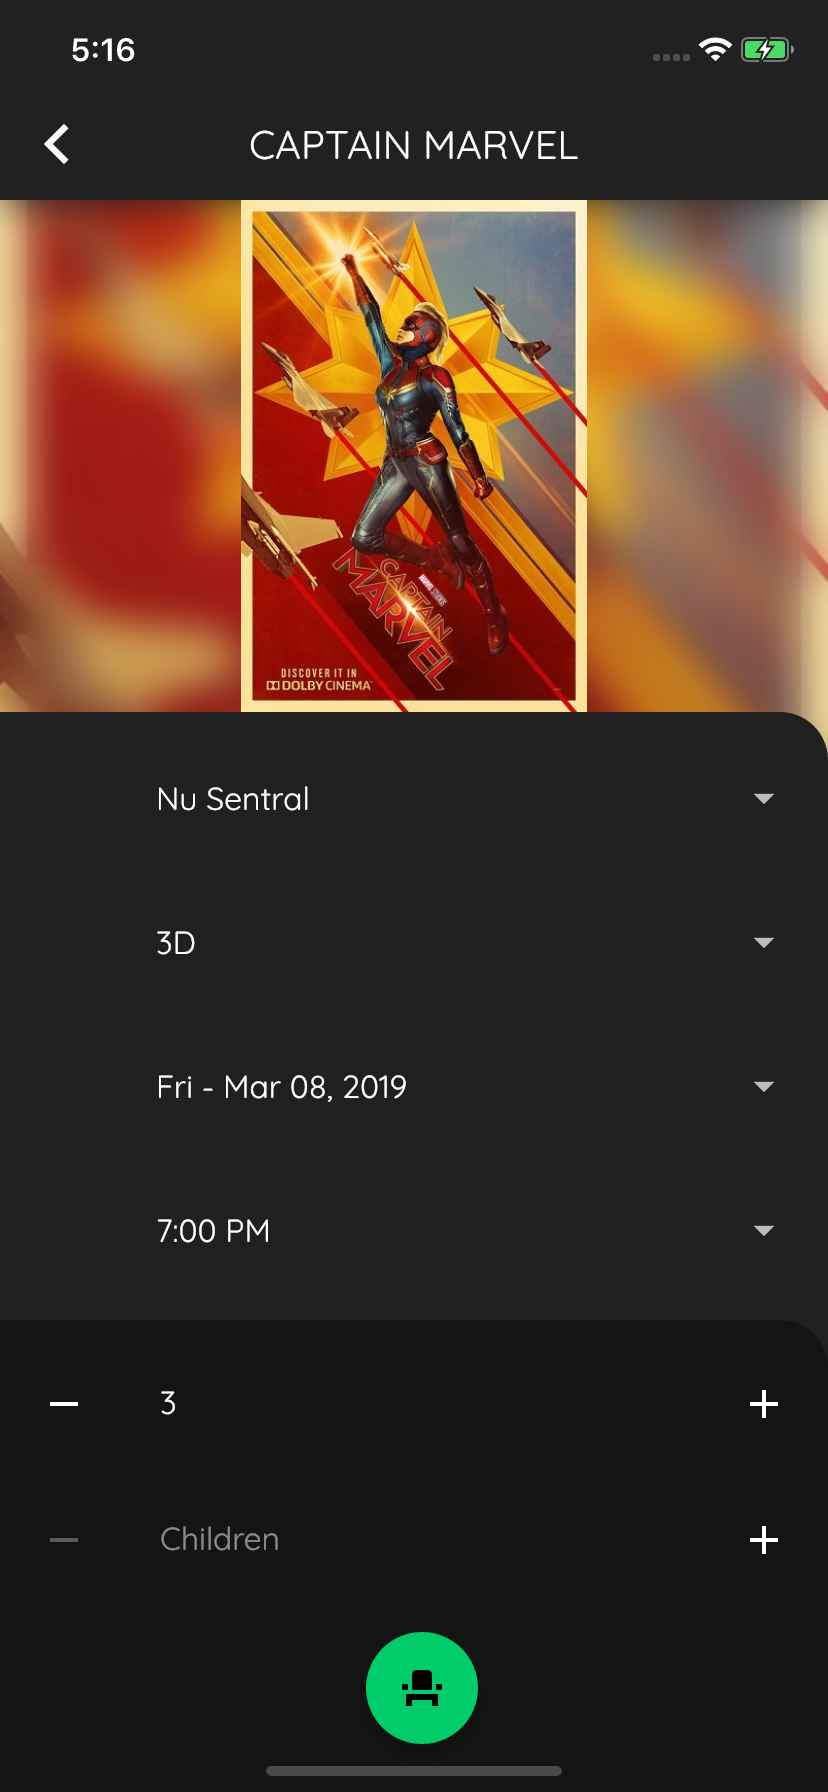 5:16
CAPTAIN MARVEL
MARVEL STUDIOS
CAPTAIN
MARVEL
DISCOVER IT IN
DOLBY CINEMA
Nu Sentral
3D
Fri - Mar 08, 2019
7:00 PM
3
Children